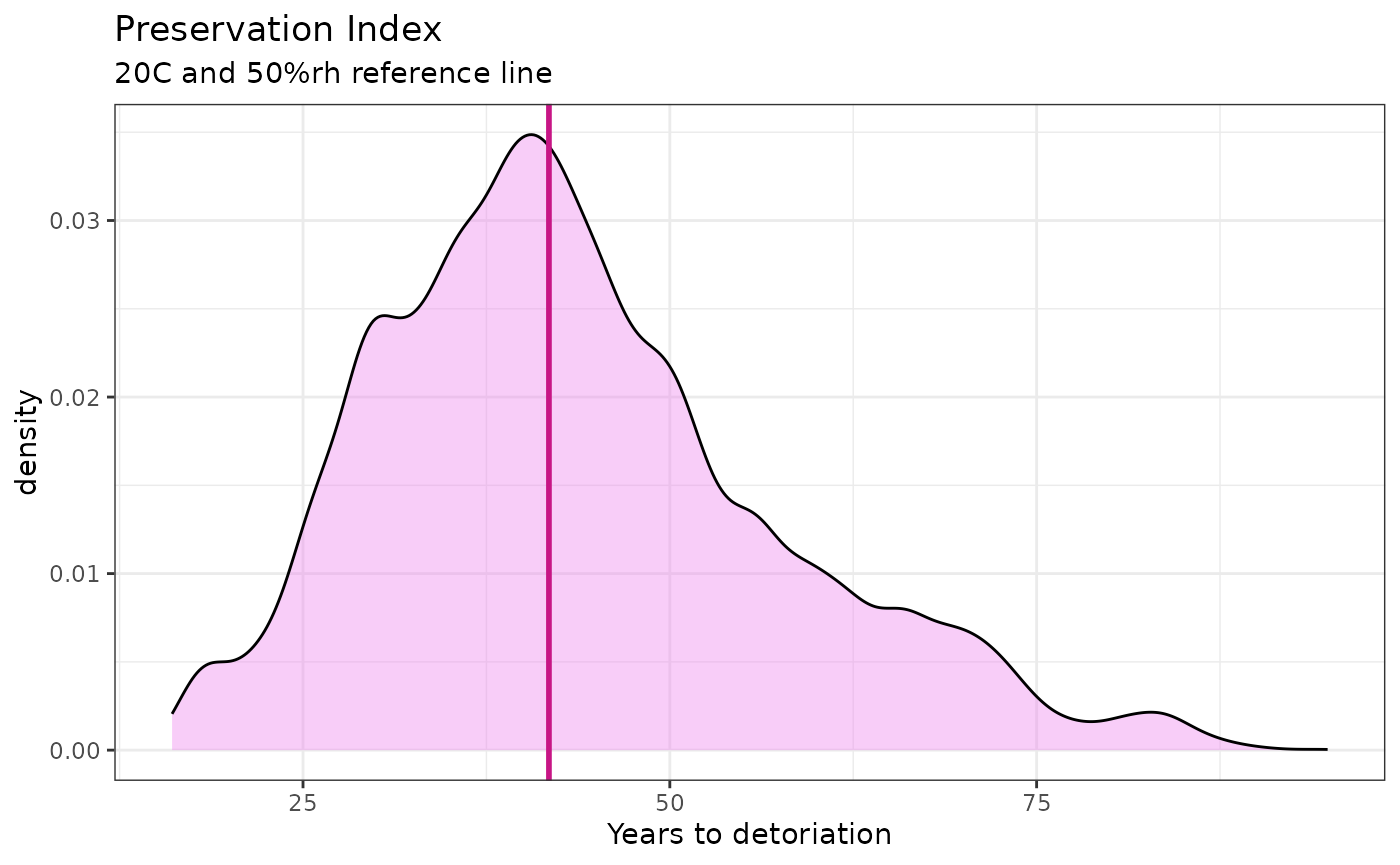 Preservation Index
20C and 50%rh reference line
density
0.03
0.02
0.01
0.00
25 50 75
Years to detoriation